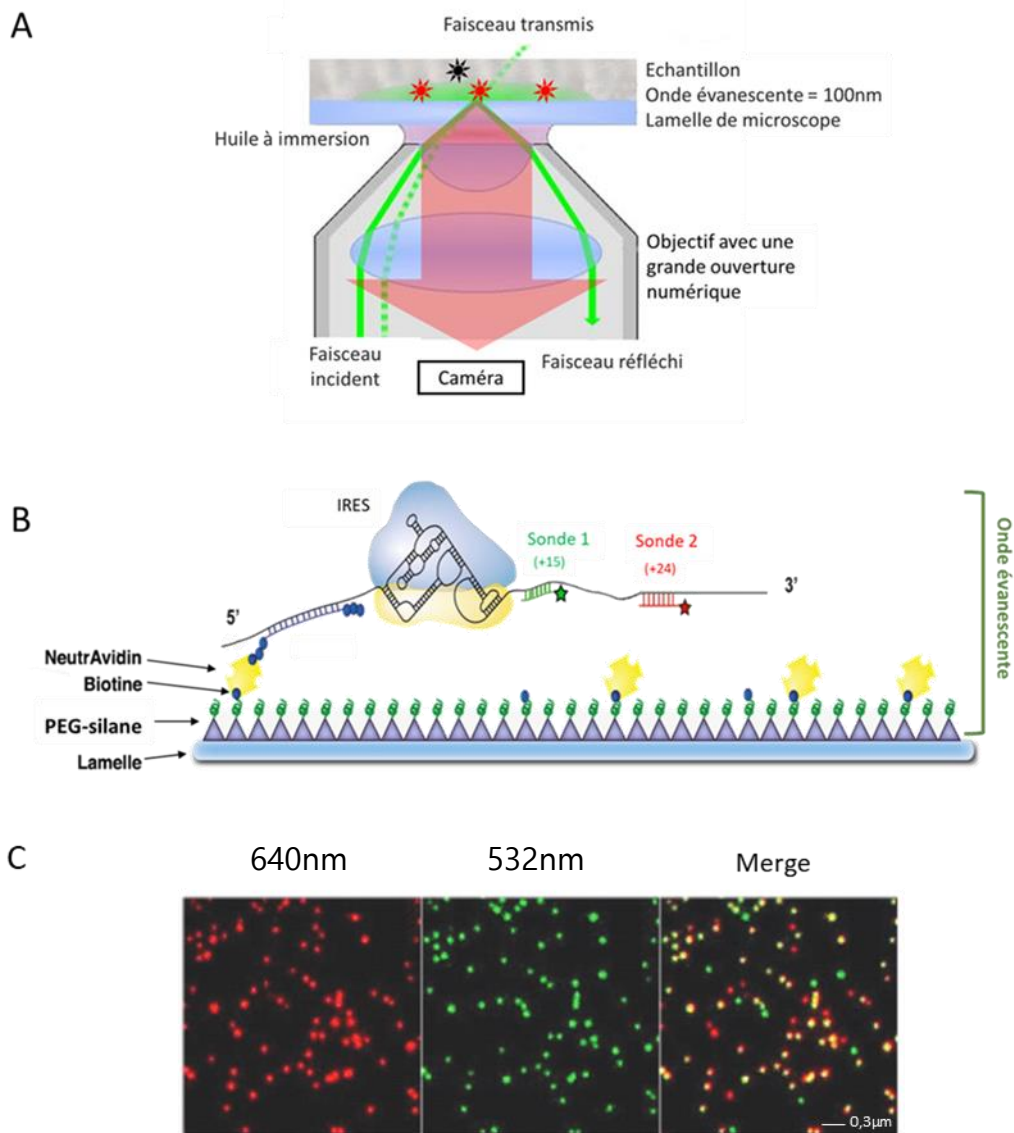 A
Faisceau transmis
Echantillon
Onde évanescente = 100nm
Lamelle de microscope
Huile à immersion
Objectif avec une
grande ouverture
numérique
Faisceau
incident
Caméra
Faisceau réfléchi
B
IRES
Sonde 1
(+15)
Sonde 2
(+24)
5'
3'
Onde évanescente
NeutrAvidin
Biotine
PEG-silane
Lamelle
C
640nm
532nm
Merge
0,3µm